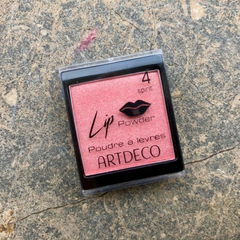 4
spirit
Lip
Powder
Poudre à lèvres
ARTDECO